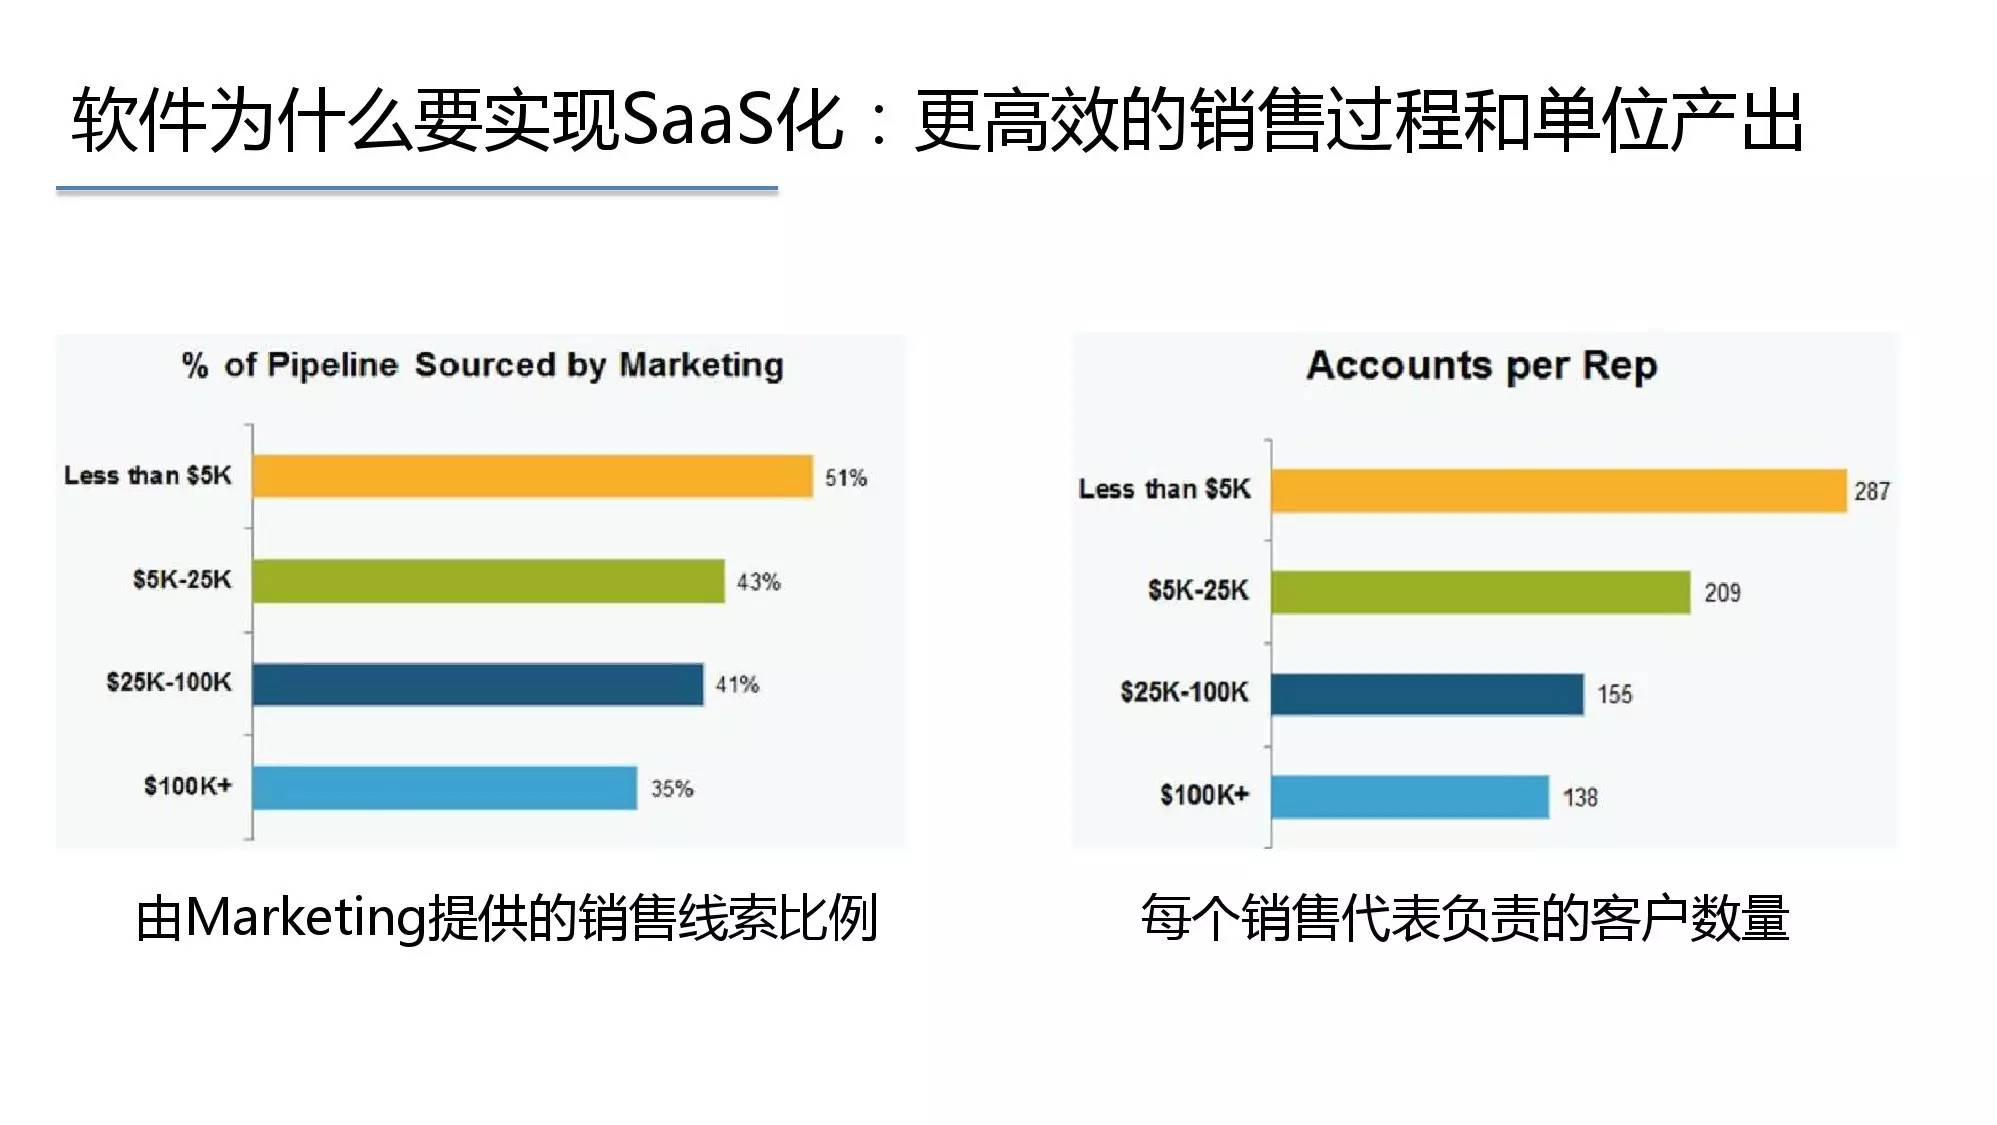 软件为什么要实现SaaS化：更高效的销售过程和单位产出
% of Pipeline Sourced by Marketing
Less than $5K 51%
$5K-25K 43%
$25K-100K 41%
$100K+ 35%
由Marketing提供的销售线索比例
Accounts per Rep
Less than $5K 287
$5K-25K 209
$25K-100K 155
$100K+ 138
每个销售代表负责的客户数量